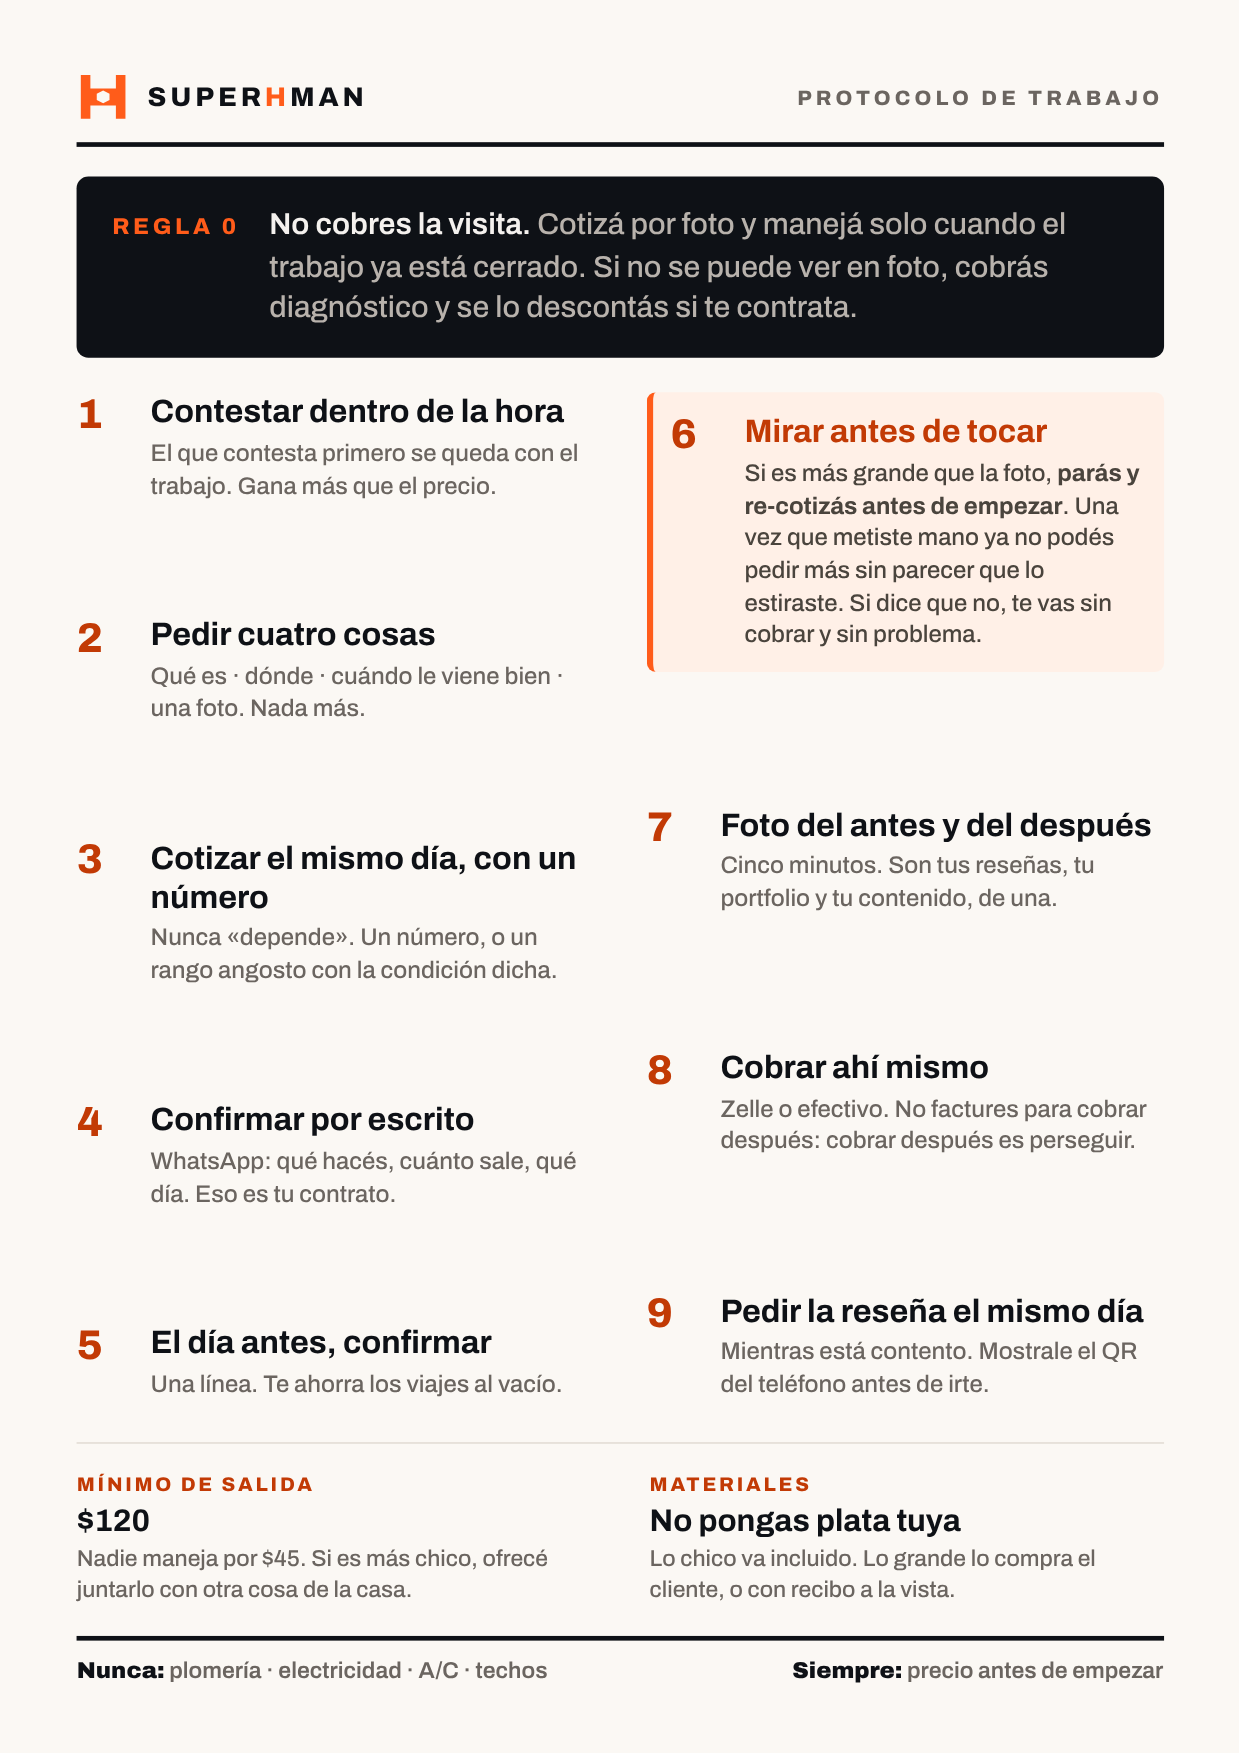 SUPERHMAN
PROTOCOLO DE TRABAJO
REGLA 0
No cobres la visita. Cotizá por foto y manejá solo cuando el
trabajo ya está cerrado. Si no se puede ver en foto, cobrás
diagnóstico y se lo descontás si te contrata.
1
Contestar dentro de la hora
El que contesta primero se queda con el
trabajo. Gana más que el precio.
2
Pedir cuatro cosas
Qué es · dónde · cuándo le viene bien ·
una foto. Nada más.
3
Cotizar el mismo día, con un
número
Nunca «depende». Un número, o un
rango angosto con la condición dicha.
4
Confirmar por escrito
WhatsApp: qué hacés, cuánto sale, qué
día. Eso es tu contrato.
5
El día antes, confirmar
Una línea. Te ahorra los viajes al vacío.
6
Mirar antes de tocar
Si es más grande que la foto, parás y
re-cotizás antes de empezar. Una
vez que metiste mano ya no podés
pedir más sin parecer que lo
estiraste. Si dice que no, te vas sin
cobrar y sin problema.
7
Foto del antes y del después
Cinco minutos. Son tus reseñas, tu
portfolio y tu contenido, de una.
8
Cobrar ahí mismo
Zelle o efectivo. No factures para cobrar
después: cobrar después es perseguir.
9
Pedir la reseña el mismo día
Mientras está contento. Mostrale el QR
del teléfono antes de irte.
MÍNIMO DE SALIDA
$120
Nadie maneja por $45. Si es más chico, ofrecé
juntarlo con otra cosa de la casa.
MATERIALES
No pongas plata tuya
Lo chico va incluido. Lo grande lo compra el
cliente, o con recibo a la vista.
Nunca: plomería · electricidad · A/C · techos
Siempre: precio antes de empezar